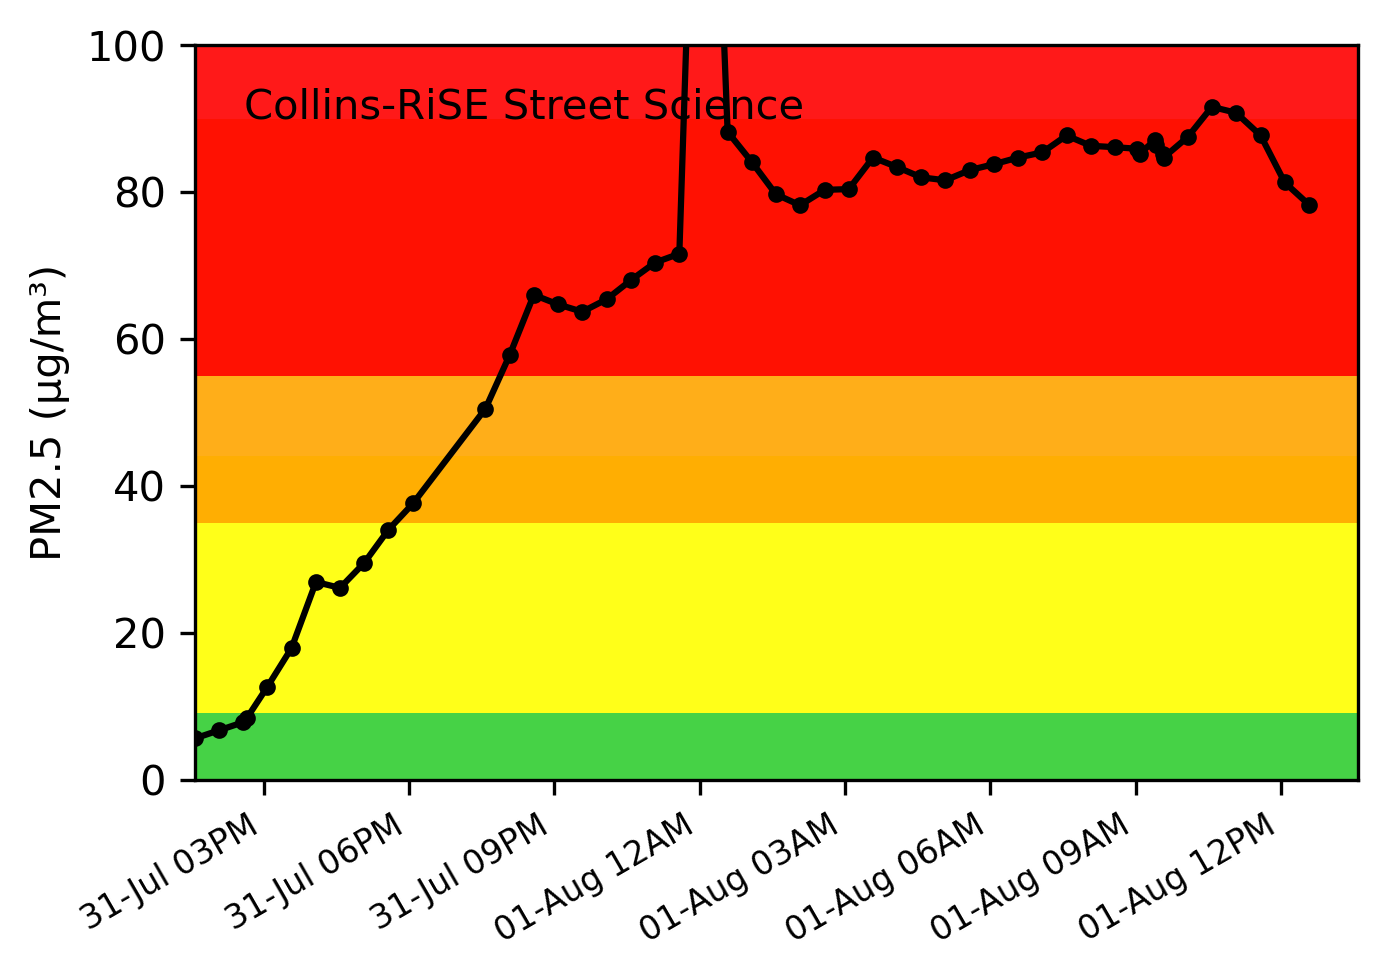 100
Collins-RiSE Street Science
80
60
40
20
0
PM2.5 (µg/m³)
31-Jul 03PM
31-Jul 06PM
31-Jul 09PM
01-Aug 12AM
01-Aug 03AM
01-Aug 06AM
01-Aug 09AM
01-Aug 12PM